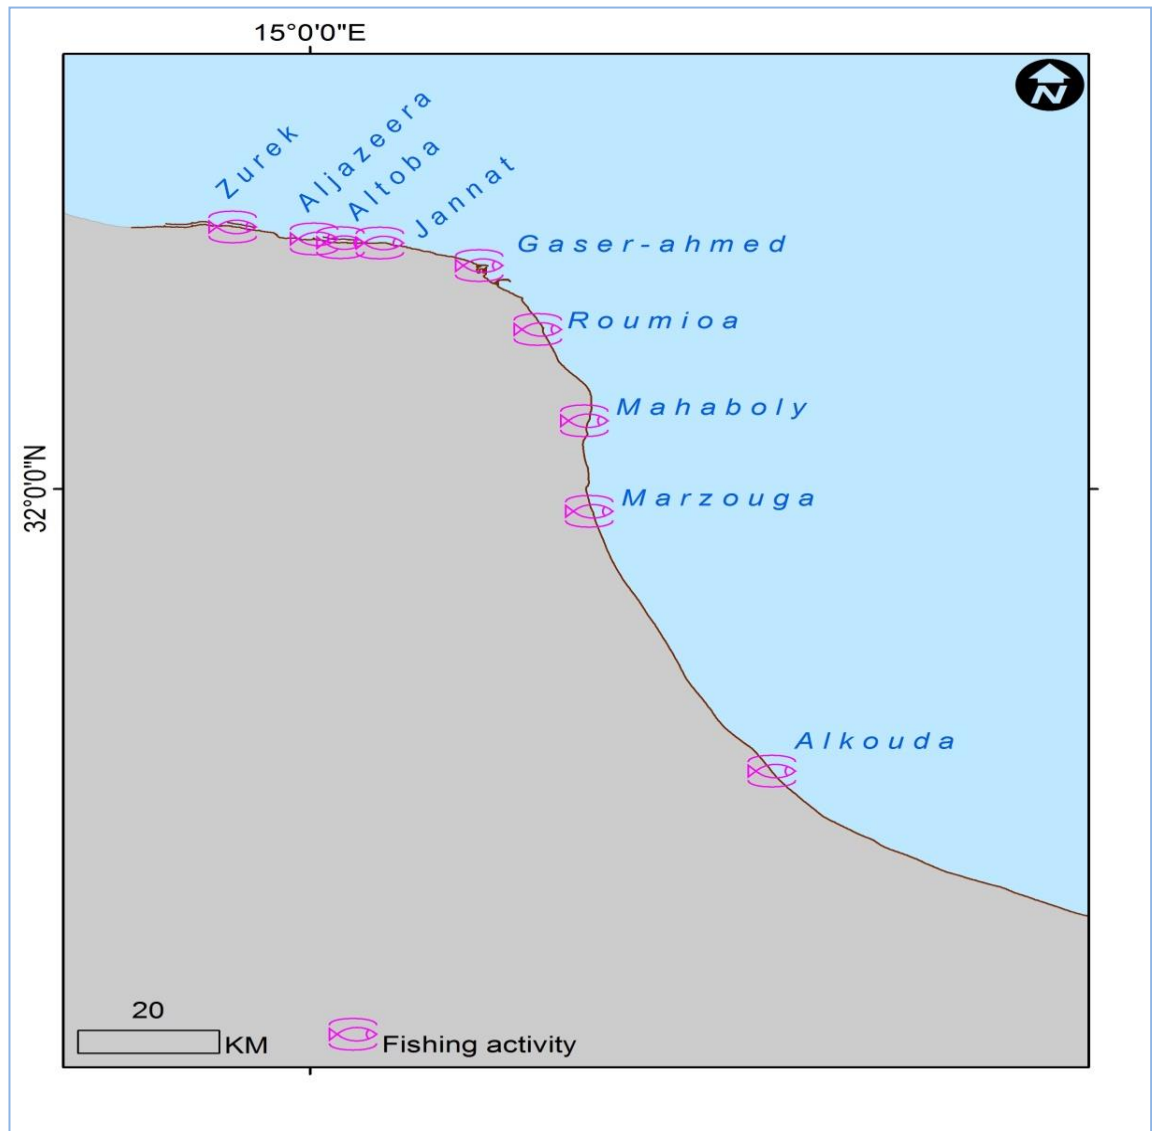 15°0'0"E
N
Zurek
Aljazeera
Altoba
Jannat
Gaser-ahmed
Roumioa
Mahaboly
32°0'0"N
Marzouga
Alkouda
20
KM
Fishing activity